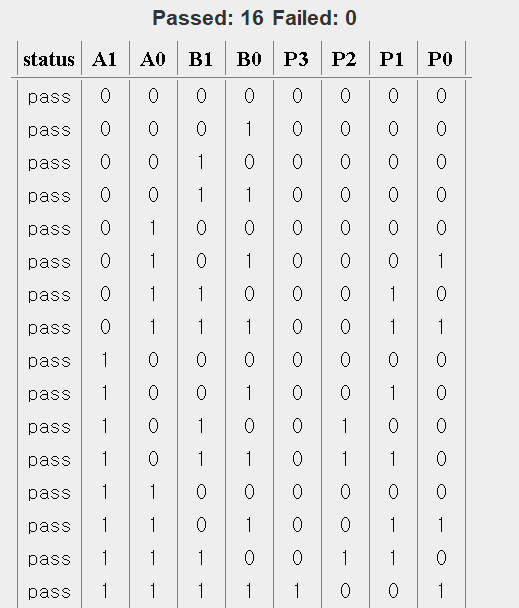 Passed: 16 Failed: 0
status A1 A0 B1 B0 P3 P2 P1 P0
pass 0 0 0 0 0 0 0 0
pass 0 0 0 1 0 0 0 0
pass 0 0 1 0 0 0 0 0
pass 0 0 1 1 0 0 0 0
pass 0 1 0 0 0 0 0 0
pass 0 1 0 1 0 0 0 1
pass 0 1 1 0 0 0 1 0
pass 0 1 1 1 0 0 1 1
pass 1 0 0 0 0 0 0 0
pass 1 0 0 1 0 0 1 0
pass 1 0 1 0 0 1 0 0
pass 1 0 1 1 0 1 1 0
pass 1 1 0 0 0 0 0 0
pass 1 1 0 1 0 0 1 1
pass 1 1 1 0 0 1 1 0
pass 1 1 1 1 1 0 0 1